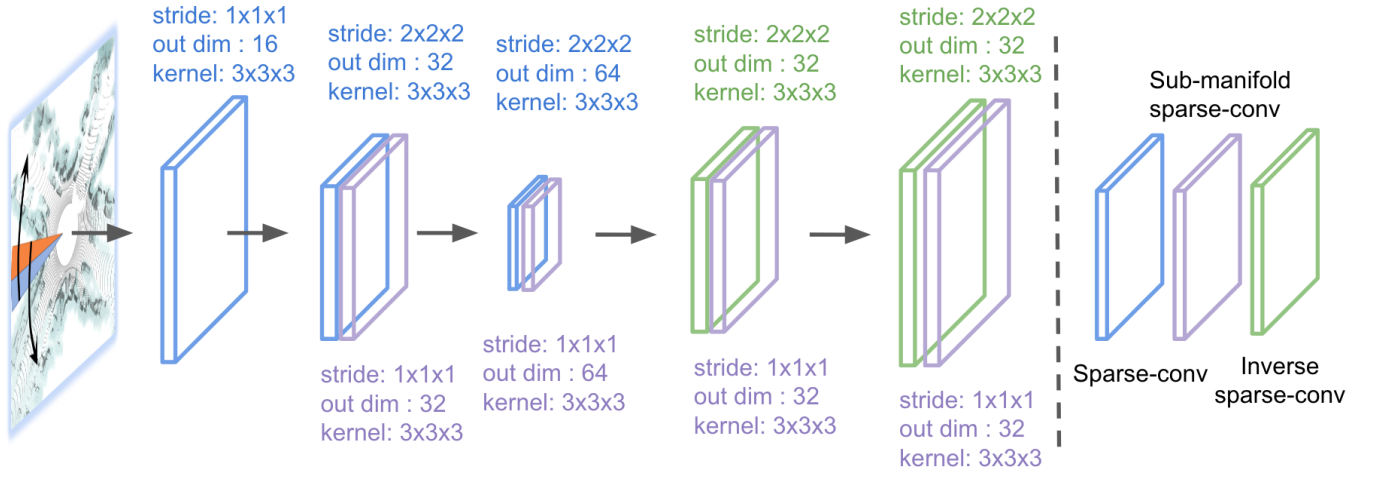 stride: 1x1x1
out dim : 16
kernel: 3x3x3
stride: 2x2x2
out dim : 32
kernel: 3x3x3
stride: 2x2x2
out dim : 64
kernel: 3x3x3
stride: 2x2x2
out dim : 32
kernel: 3x3x3
stride: 2x2x2
out dim : 32
kernel: 3x3x3
stride: 1x1x1
out dim : 32
kernel: 3x3x3
stride: 1x1x1
out dim : 64
kernel: 3x3x3
stride: 1x1x1
out dim : 32
kernel: 3x3x3
stride: 1x1x1
out dim : 32
kernel: 3x3x3
Sub-manifold
sparse-conv
Sparse-conv
Inverse
sparse-conv